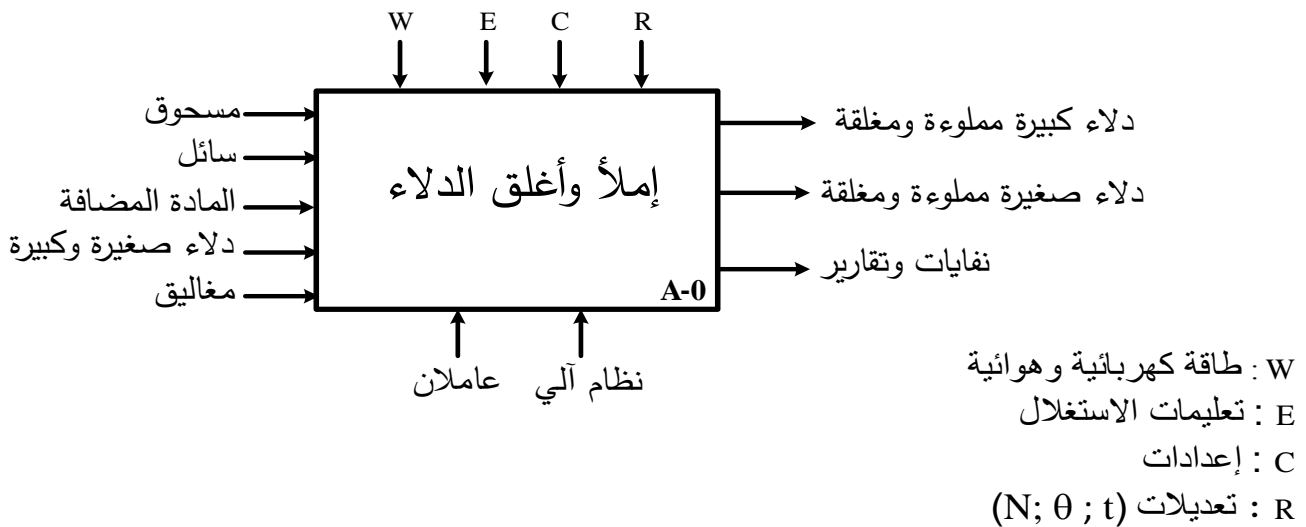 W E C R
مسحوق
سائل
المادة المضافة
دلاء صغيرة وكبيرة
مغاليق
إملأ وأغلق الدلاء
A-0
دلاء كبيرة مملوءة ومغلقة
دلاء صغيرة مملوءة ومغلقة
نفايات وتقارير
عاملان
نظام آلي
W : طاقة كهربائية وهوائية
E : تعليمات الاستغلال
C : إعدادات
R : تعديلات (N; θ ; t)